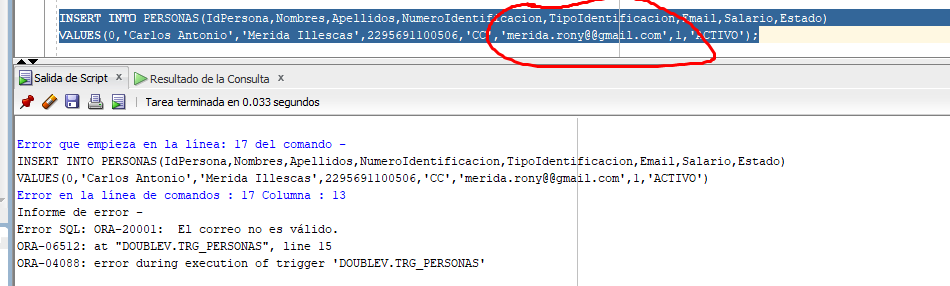 INSERT INTO PERSONAS(IdPersona,Nombres,Apellidos,NumeroIdentificacion,TipoIdentificacion,Email,Salario,Estado)
VALUES(0,'Carlos Antonio','Merida Illescas',2295691100506,'CC','merida.rony@@gmail.com',1,'ACTIVO');
Salida de Script x Resultado de la Consulta x
Tarea terminada en 0.033 segundos
Error que empieza en la línea: 17 del comando -
INSERT INTO PERSONAS(IdPersona,Nombres,Apellidos,NumeroIdentificacion,TipoIdentificacion,Email,Salario,Estado)
VALUES(0,'Carlos Antonio','Merida Illescas',2295691100506,'CC','merida.rony@@gmail.com',1,'ACTIVO')
Error en la línea de comandos : 17 Columna : 13
Informe de error -
Error SQL: ORA-20001:  El correo no es válido.
ORA-06512: at "DOUBLEV.TRG_PERSONAS", line 15
ORA-04088: error during execution of trigger 'DOUBLEV.TRG_PERSONAS'